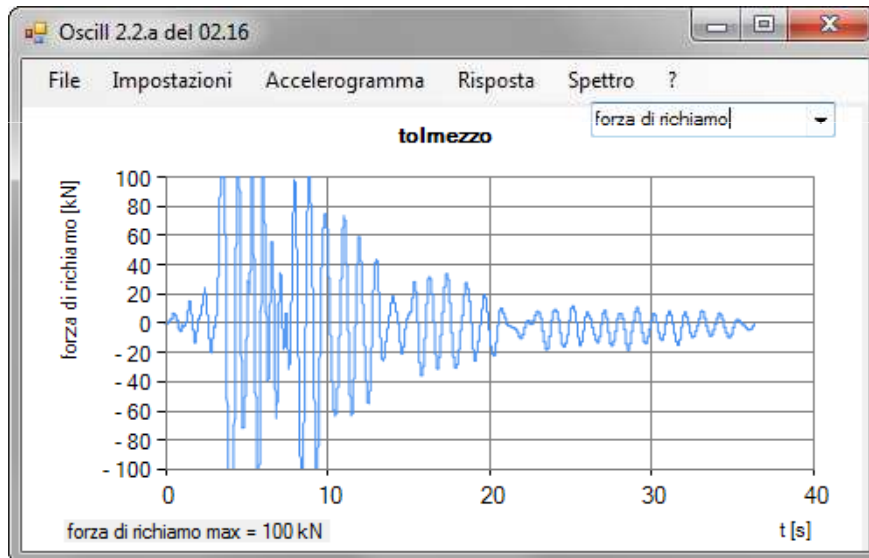 Oscill 2.2.a del 02.16
File Impostazioni Accelerogramma Risposta Spettro ?
forza di richiamo
tolmezzo
forza di richiamo [kN]
100
80
60
40
20
0
- 20
- 40
- 60
- 80
- 100
0 10 20 30 40
forza di richiamo max = 100 kN t [s]